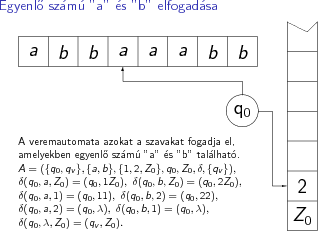 Egyenlő számú "a" és "b" elfogadása
a b b a a a b b
q₀
2
Z₀
A veremautomata azokat a szavakat fogadja el,
amelyekben egyenlő számú "a" és "b" található.
A = ({q₀, qᵥ}, {a, b}, {1, 2, Z₀}, q₀, Z₀, δ, {qᵥ}),
δ(q₀, a, Z₀) = (q₀, 1Z₀), δ(q₀, b, Z₀) = (q₀, 2Z₀),
δ(q₀, a, 1) = (q₀, 11), δ(q₀, b, 2) = (q₀, 22),
δ(q₀, a, 2) = (q₀, λ), δ(q₀, b, 1) = (q₀, λ),
δ(q₀, λ, Z₀) = (qᵥ, Z₀).